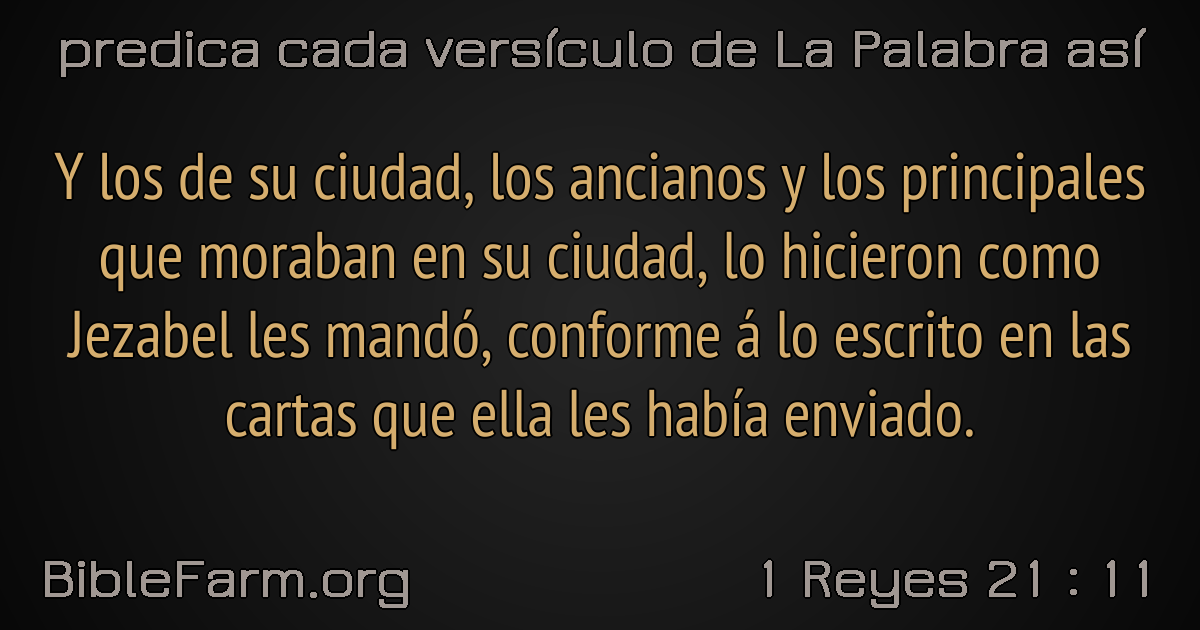 predica cada versículo de La Palabra así
Y los de su ciudad, los ancianos y los principales
que moraban en su ciudad, lo hicieron como
Jezabel les mandó, conforme á lo escrito en las
cartas que ella les había enviado.
BibleFarm.org
1 Reyes 21 : 11